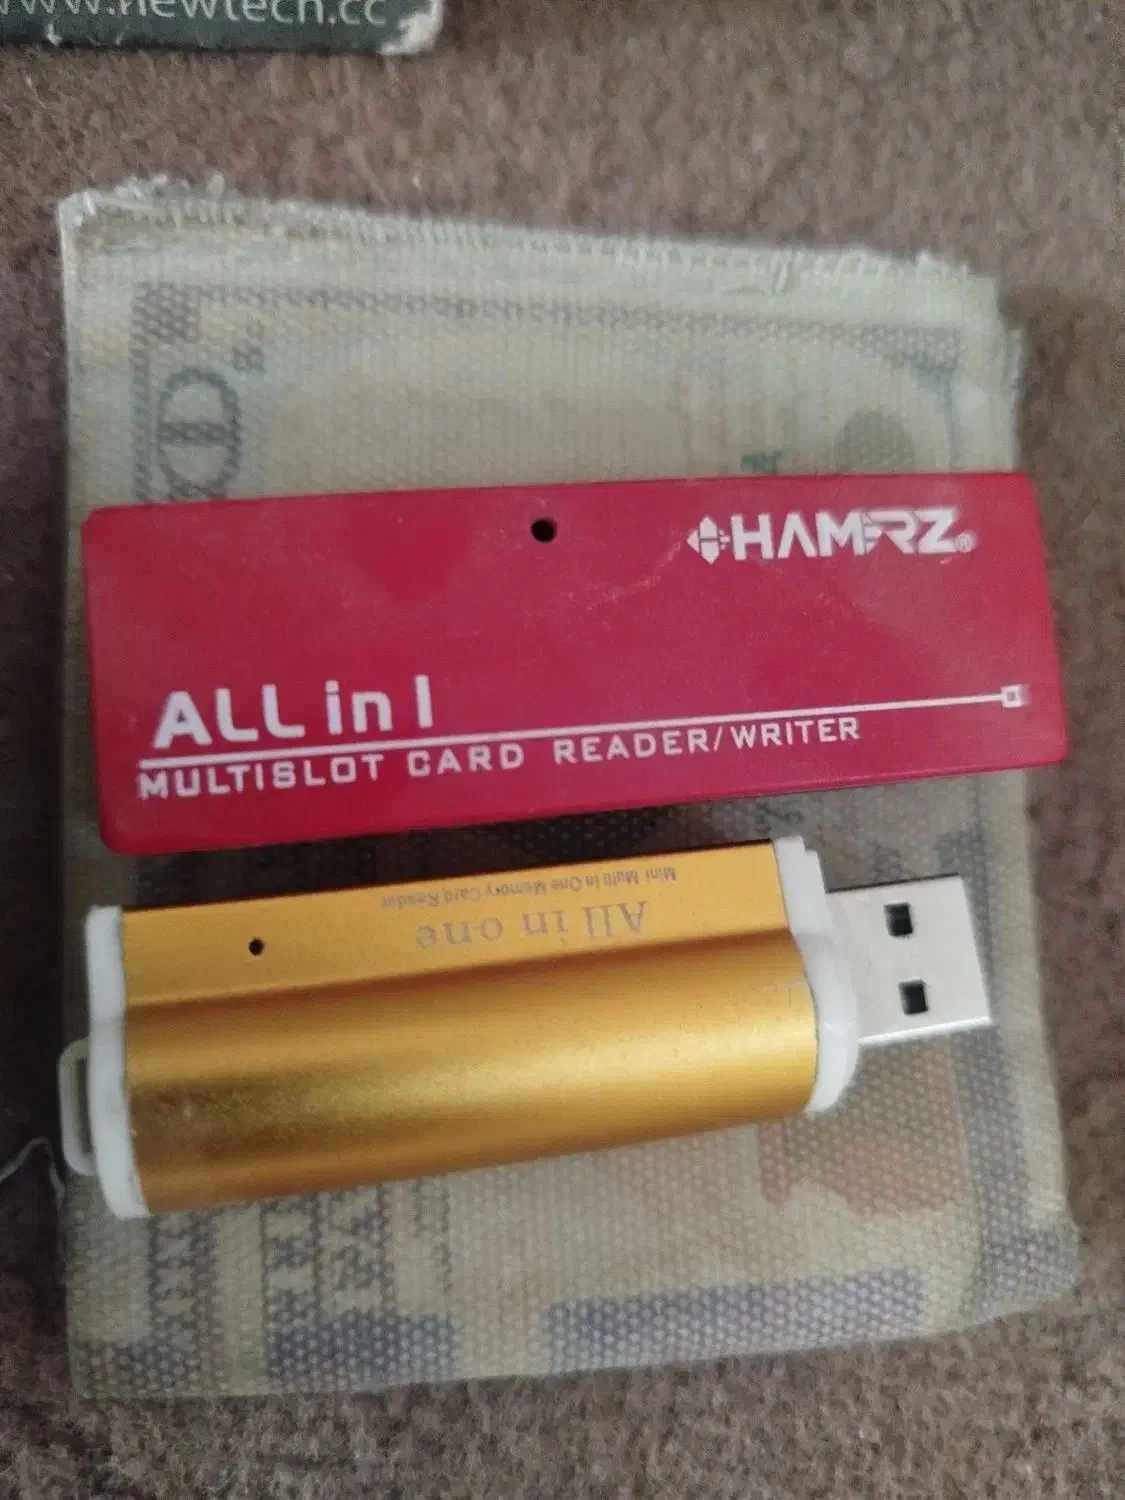 www.newtech.cc
HAMRZ®
ALL in 1
MULTISLOT CARD READER/WRITER
All in one
Mini Multi in One Memory Card Reader